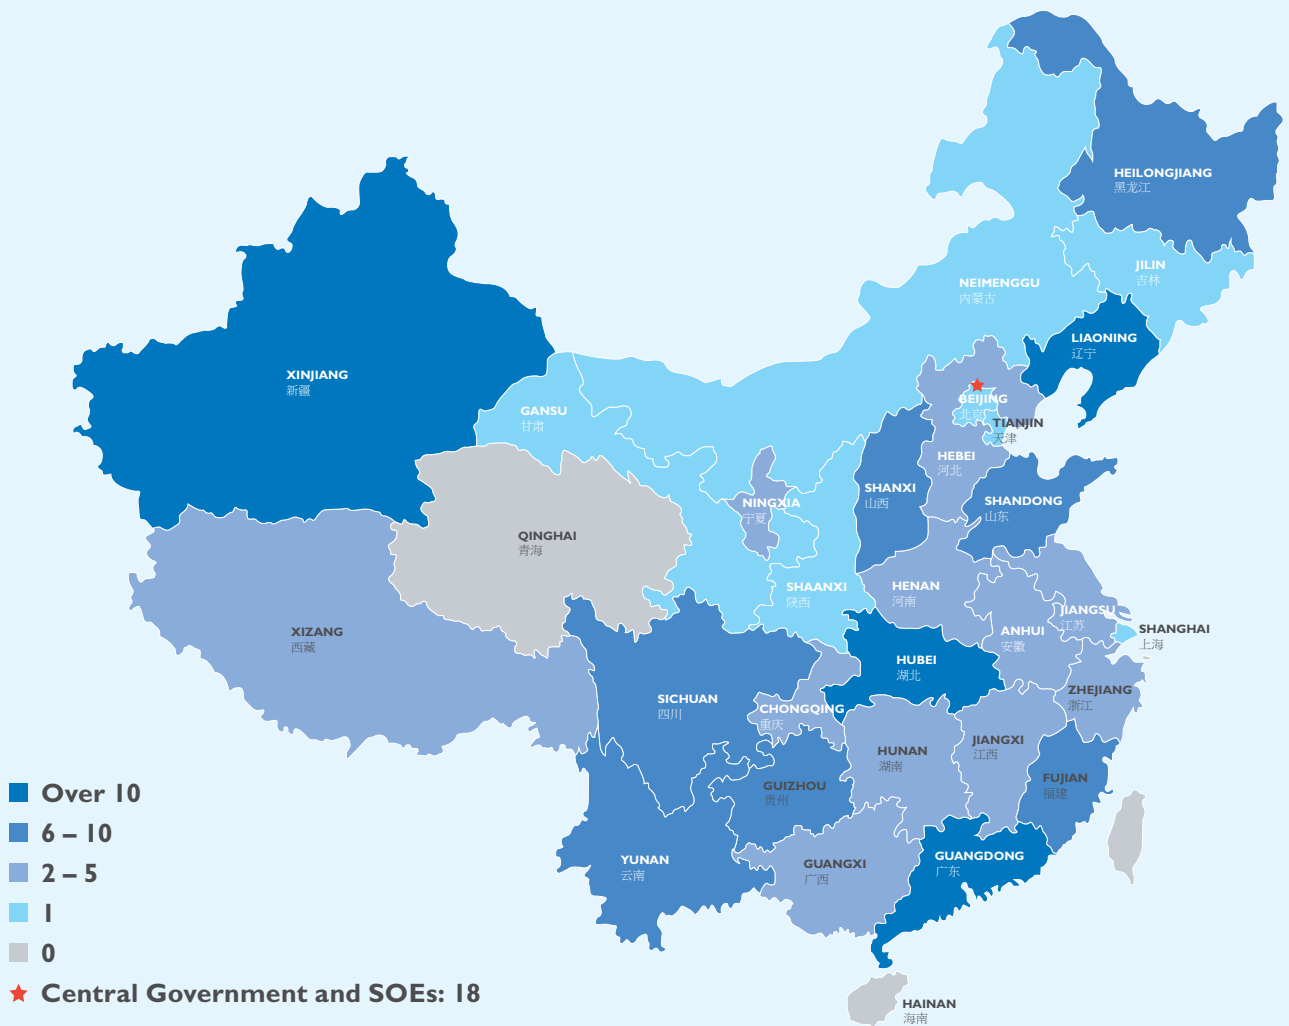 HEILONGJIANG
黑龙江
JILIN
吉林
NEIMENGGU
内蒙古
LIAONING
辽宁
XINJIANG
新疆
BEIJING
北京
GANSU
甘肃
TIANJIN
天津
HEBEI
河北
SHANXI
山西
SHANDONG
山东
NINGXIA
宁夏
QINGHAI
青海
SHAANXI
陕西
HENAN
河南
JIANGSU
江苏
XIZANG
西藏
ANHUI
安徽
SHANGHAI
上海
HUBEI
湖北
ZHEJIANG
浙江
SICHUAN
四川
CHONGQING
重庆
HUNAN
湖南
JIANGXI
江西
FUJIAN
福建
GUIZHOU
贵州
YUNAN
云南
GUANGXI
广西
GUANGDONG
广东
HAINAN
海南
Over 10
6 – 10
2 – 5
1
0
Central Government and SOEs: 18